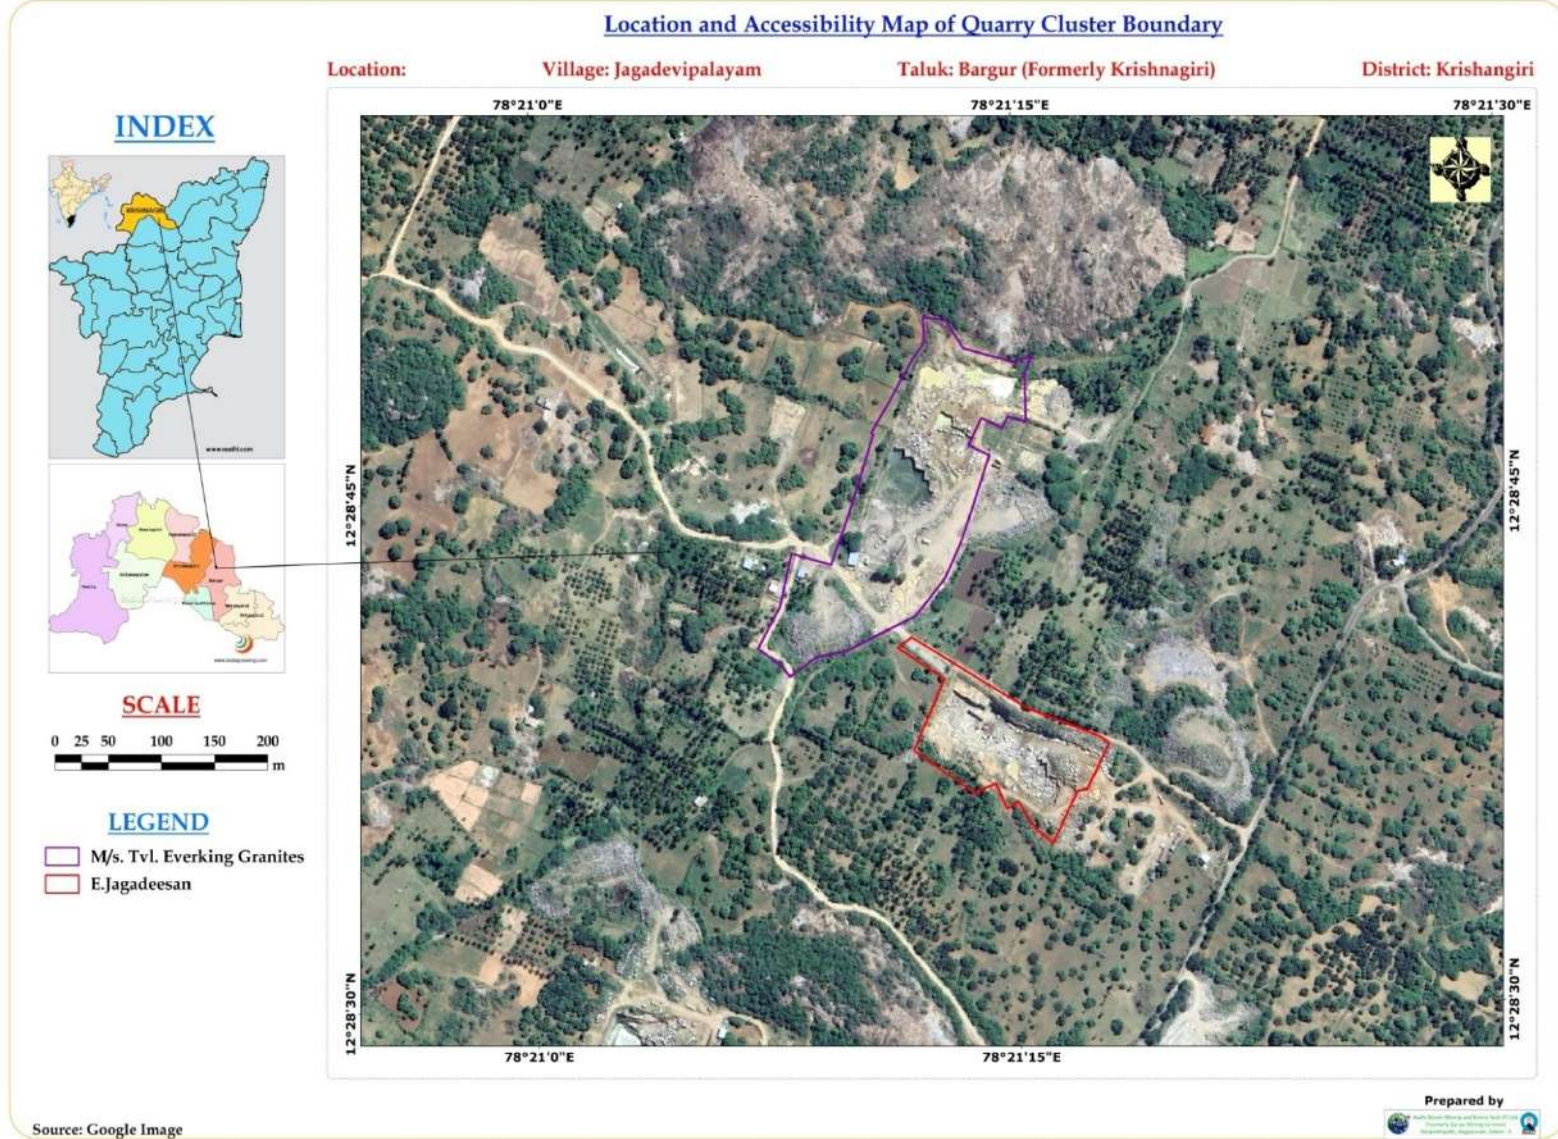 Location and Accessibility Map of Quarry Cluster Boundary
Location: Village: Jagadevipalayam Taluk: Bargur (Formerly Krishnagiri) District: Krishangiri
78°21'0"E 78°21'15"E 78°21'30"E
INDEX
KRISHNAGIRI
12°28'45"N 12°28'45"N
SCALE
0 25 50 100 150 200
m
LEGEND
M/s. Tvl. Everking Granites
E.Jagadeesan
12°28'30"N 12°28'30"N
78°21'0"E 78°21'15"E
Prepared by
Source: Google Image